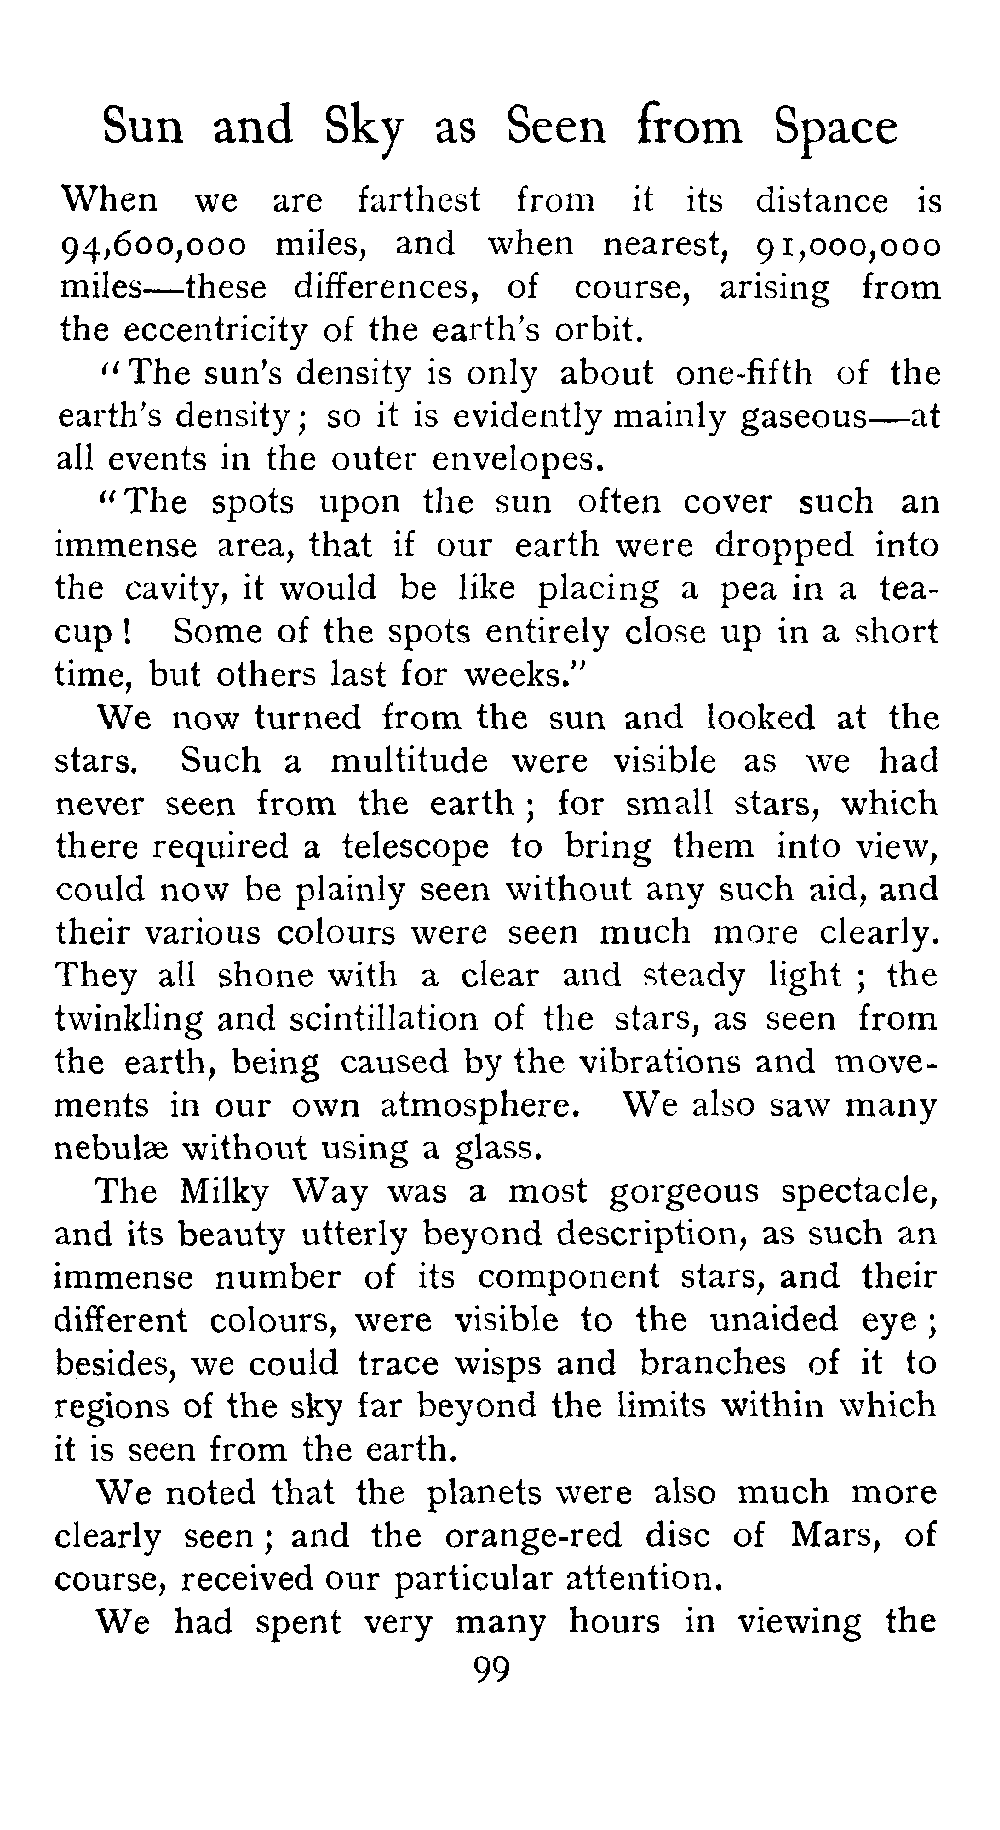 Sun and Sky as Seen from Space
When we are farthest from it its distance is
94,600,000 miles, and when nearest, 91,000,000
miles—these differences, of course, arising from
the eccentricity of the earth's orbit.
"The sun's density is only about one-fifth of the
earth's density; so it is evidently mainly gaseous—at
all events in the outer envelopes.
"The spots upon the sun often cover such an
immense area, that if our earth were dropped into
the cavity, it would be like placing a pea in a tea-
cup! Some of the spots entirely close up in a short
time, but others last for weeks."
We now turned from the sun and looked at the
stars. Such a multitude were visible as we had
never seen from the earth; for small stars, which
there required a telescope to bring them into view,
could now be plainly seen without any such aid, and
their various colours were seen much more clearly.
They all shone with a clear and steady light; the
twinkling and scintillation of the stars, as seen from
the earth, being caused by the vibrations and move-
ments in our own atmosphere. We also saw many
nebulæ without using a glass.
The Milky Way was a most gorgeous spectacle,
and its beauty utterly beyond description, as such an
immense number of its component stars, and their
different colours, were visible to the unaided eye;
besides, we could trace wisps and branches of it to
regions of the sky far beyond the limits within which
it is seen from the earth.
We noted that the planets were also much more
clearly seen; and the orange-red disc of Mars, of
course, received our particular attention.
We had spent very many hours in viewing the
99